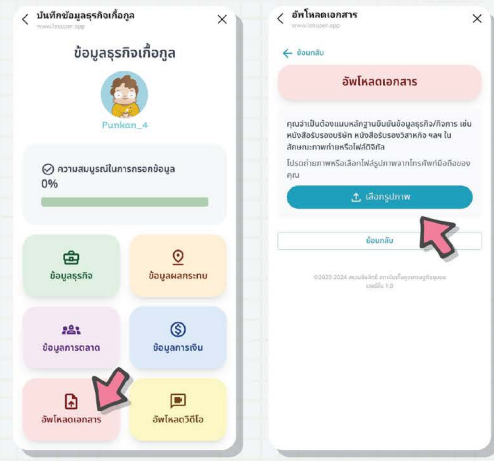 บันทึกข้อมูลธุรกิจเกื้อกูล
ข้อมูลธุรกิจเกื้อกูล
Punkan_4
ความสมบูรณ์ในการกรอกข้อมูล
0%
ข้อมูลธุรกิจ
ข้อมูลผลกระทบ
ข้อมูลการตลาด
ข้อมูลการเงิน
อัพโหลดเอกสาร
อัพโหลดวิดีโอ
อัพโหลดเอกสาร
ย้อนกลับ
อัพโหลดเอกสาร
คุณจำเป็นต้องแนบหลักฐานยืนยันข้อมูลธุรกิจ/กิจการ เช่น
หนังสือรับรองบริษัท หนังสือรับรองวิสาหกิจ ฯลฯ ใน
ลักษณะภาพถ่ายหรือไฟล์ดิจิทัล
โปรดถ่ายภาพหรือเลือกไฟล์รูปภาพจากโทรศัพท์มือถือของ
คุณ
เลือกรูปภาพ
ย้อนกลับ
©2023-2024
1.0